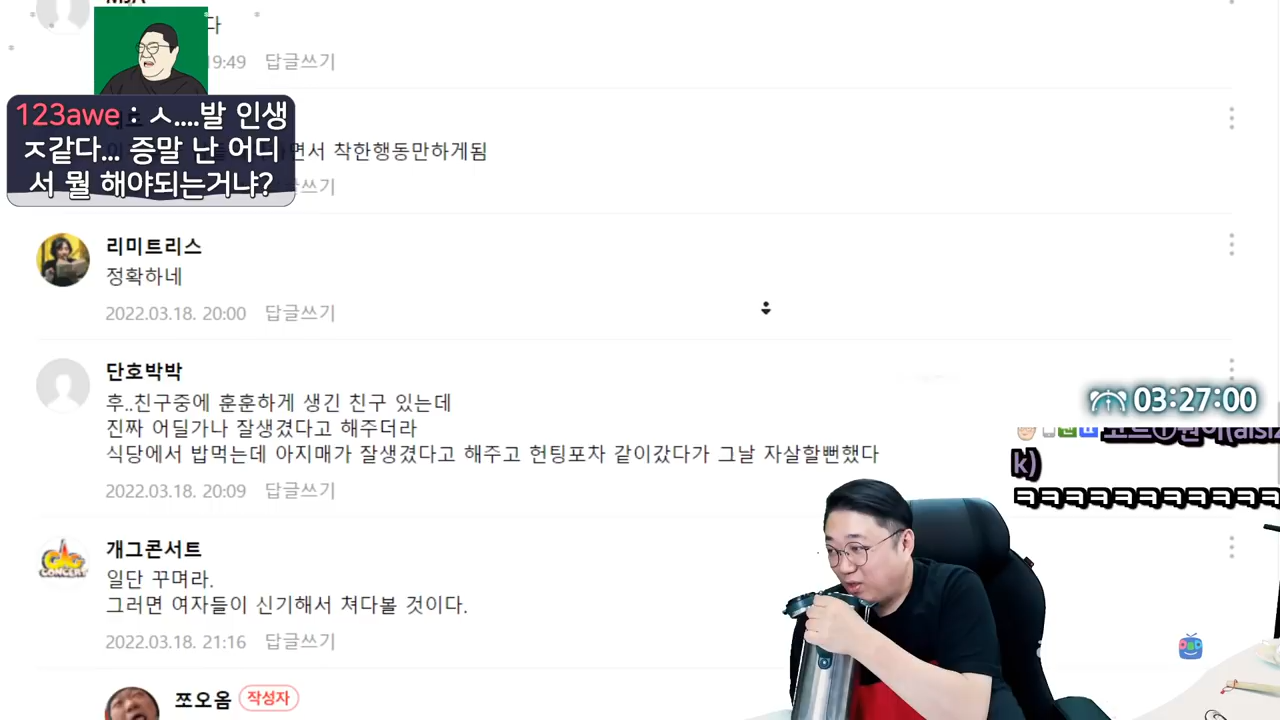 다
19:49 답글쓰기
123awe : ㅅ....발 인생
ㅈ같다... 증말 난 어디
서 뭘 해야되는거냐?
면서 착한행동만하게됨
쓰기
리미트리스
정확하네
2022.03.18. 20:00 답글쓰기
단호박박
후..친구중에 훈훈하게 생긴 친구 있는데
진짜 어딜가나 잘생겼다고 해주더라
식당에서 밥먹는데 아지매가 잘생겼다고 해주고 헌팅포차 같이갔다가 그날 자살할뻔했다
2022.03.18. 20:09 답글쓰기
03:27:00
k)
ㅋㅋㅋㅋㅋㅋㅋㅋㅋㅋㅋ
GAG CONCERT
개그콘서트
일단 꾸며라.
그러면 여자들이 신기해서 쳐다볼 것이다.
2022.03.18. 21:16 답글쓰기
쪼오옴 작성자